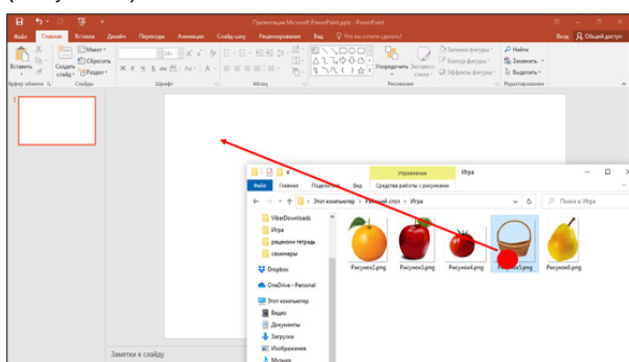 Презентация Microsoft PowerPoint.pptx - PowerPoint
Файл Главная Вставка Дизайн Переходы Анимация Слайд-шоу Рецензирование Вид Что вы хотите сделать? Вход Общий доступ
Вставить Создать слайд Макет Сбросить Раздел
Упорядочить Экспресс-стили Заливка фигуры Контур фигуры Эффекты фигуры
Найти Заменить Выделить
Буфер обмена Слайды Шрифт Абзац Рисование Редактирование
1
Управление Игра
Файл Главная Поделиться Вид Средства работы с рисунками
Этот компьютер › Рабочий стол › Игра Поиск в: Игра
ViberDownloads
Игра
рецензии тетрадь
семинары
Dropbox
OneDrive - Personal
Этот компьютер
Видео
Документы
Загрузки
Изображения
Музыка
Рисунок2.png Рисунок3.png Рисунок4.png Рисунок5.png Рисунок6.png
Заметки к слайду